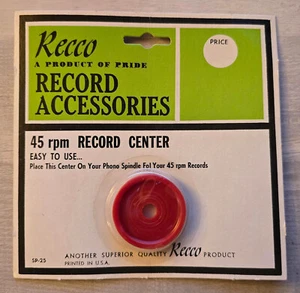 Recco
A PRODUCT OF PRIDE
PRICE
RECORD
ACCESSORIES
45 rpm RECORD CENTER
EASY TO USE...
Place This Center On Your Phono Spindle Fol Your 45 rpm Records
ANOTHER SUPERIOR QUALITY Recco PRODUCT
SP-25
PRINTED IN U.S.A.